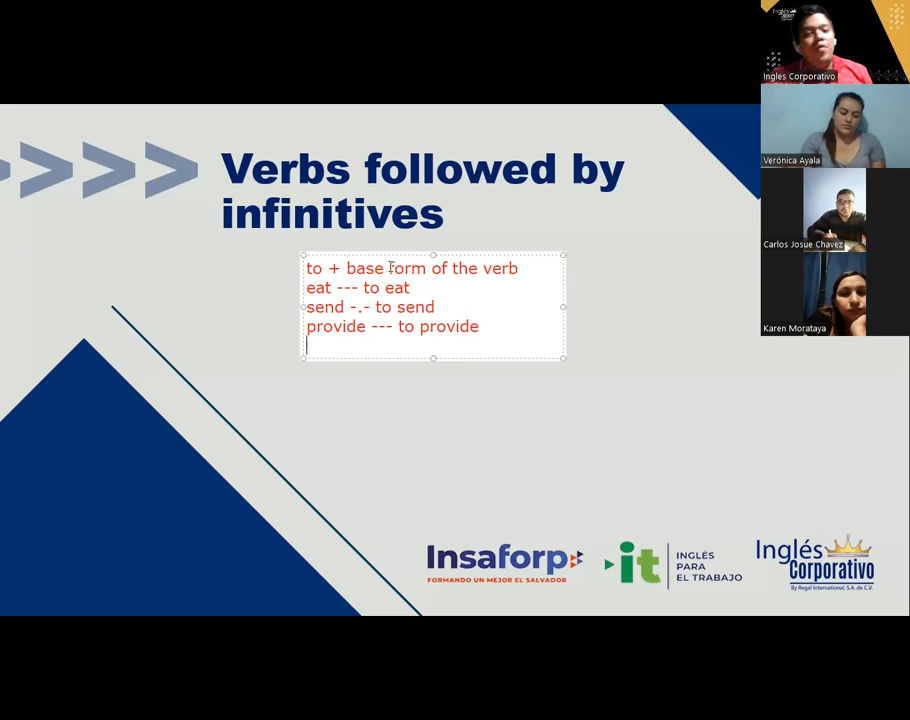 Inglés
Ingles Corporativo
Verónica Ayala
Carlos Josue Chavez
Karen Morataya
>>>>
Verbs followed by
infinitives
to + base form of the verb
eat --- to eat
send -.- to send
provide --- to provide
Insaforp
FORMANDO UN MEJOR EL SALVADOR
it
INGLÉS
PARA
EL TRABAJO
Inglés
Corporativo
By Regal International, S.A. de C.V.